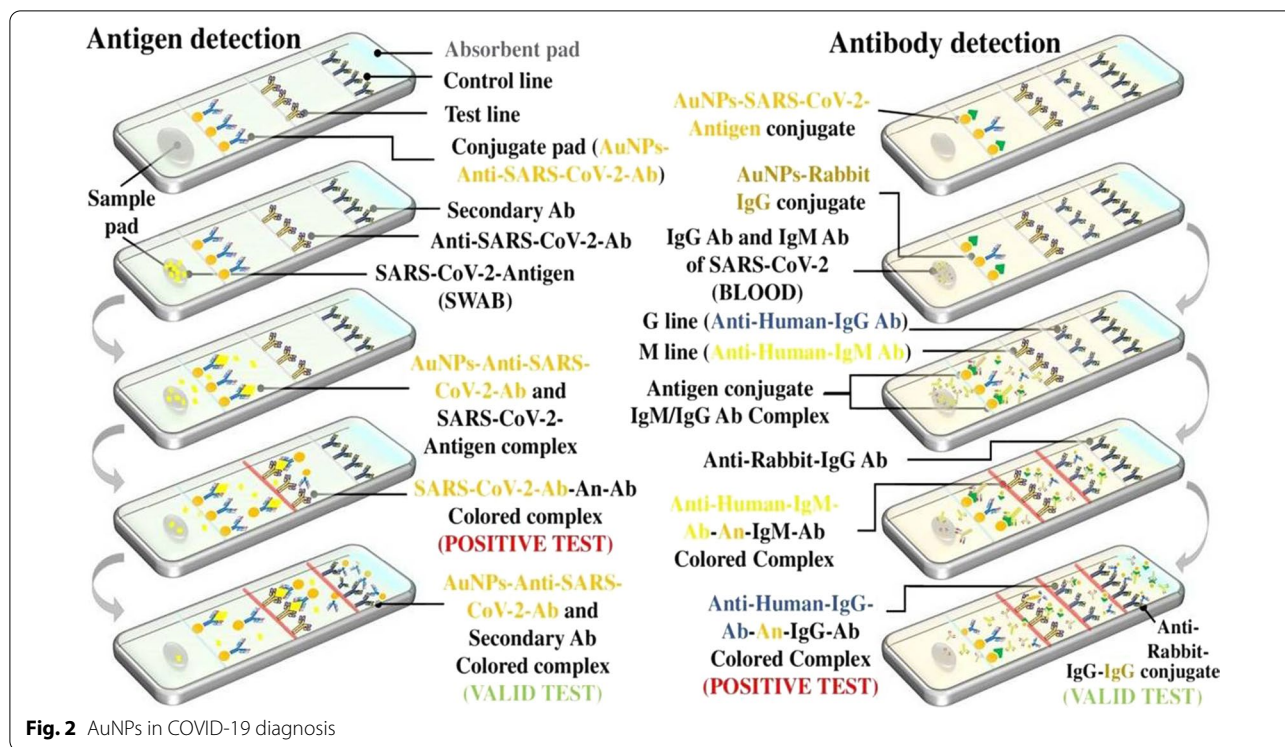 Antigen detection
Absorbent pad
Control line
Test line
Conjugate pad (AuNPs-
Anti-SARS-CoV-2-Ab)
Sample
pad
Secondary Ab
Anti-SARS-CoV-2-Ab
SARS-CoV-2-Antigen
(SWAB)
AuNPs-Anti-SARS-
CoV-2-Ab and
SARS-CoV-2-
Antigen complex
SARS-CoV-2-Ab-An-Ab
Colored complex
(POSITIVE TEST)
AuNPs-Anti-SARS-
CoV-2-Ab and
Secondary Ab
Colored complex
(VALID TEST)
Antibody detection
AuNPs-SARS-CoV-2-
Antigen conjugate
AuNPs-Rabbit
IgG conjugate
IgG Ab and IgM Ab
of SARS-CoV-2
(BLOOD)
G line (Anti-Human-IgG Ab)
M line (Anti-Human-IgM Ab)
Antigen conjugate
IgM/IgG Ab Complex
Anti-Rabbit-IgG Ab
Anti-Human-IgM-
Ab-An-IgM-Ab
Colored Complex
Anti-Human-IgG-
Ab-An-IgG-Ab
Colored Complex
(POSITIVE TEST)
Anti-
Rabbit-
IgG-IgG-conjugate
(VALID TEST)
Fig. 2 AuNPs in COVID-19 diagnosis